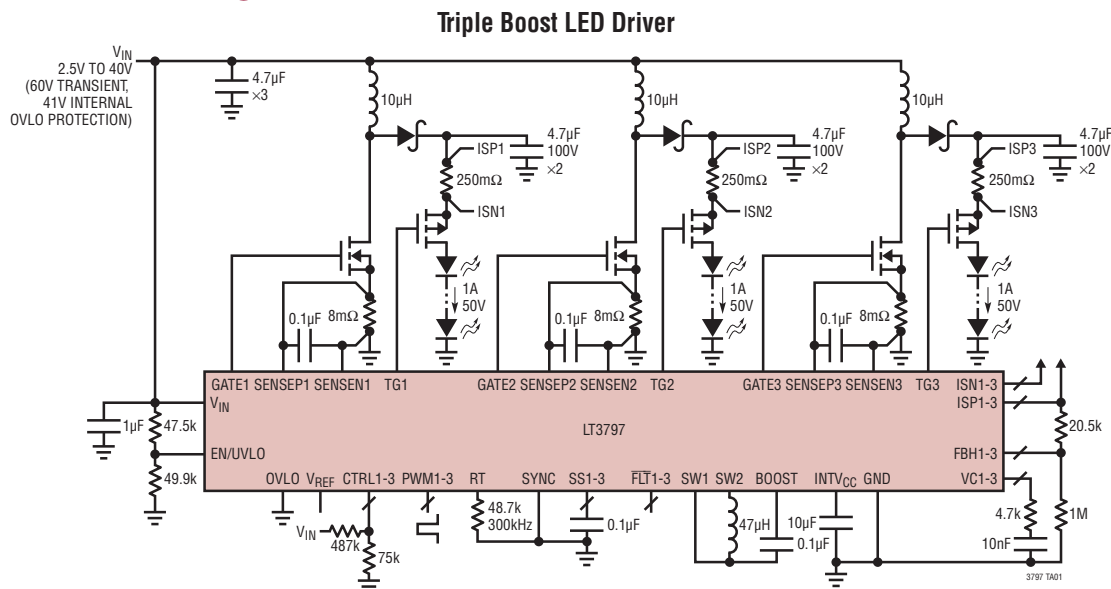 Triple Boost LED Driver
VIN
2.5V TO 40V
(60V TRANSIENT,
41V INTERNAL
OVLO PROTECTION)
4.7µF
×3
10µH
10µH
10µH
ISP1
4.7µF
100V
×2
250mΩ
ISN1
ISP2
4.7µF
100V
×2
250mΩ
ISN2
ISP3
4.7µF
100V
×2
250mΩ
ISN3
1A
50V
0.1µF
8mΩ
1A
50V
0.1µF
8mΩ
1A
50V
0.1µF
8mΩ
GATE1 SENSEP1 SENSEN1 TG1 GATE2 SENSEP2 SENSEN2 TG2 GATE3 SENSEP3 SENSEN3 TG3 ISN1-3
VIN
ISP1-3
1µF
47.5k
20.5k
LT3797
EN/UVLO
FBH1-3
49.9k
OVLO VREF CTRL1-3 PWM1-3 RT SYNC SS1-3 FLT1-3 SW1 SW2 BOOST INTVCC GND VC1-3
48.7k
300kHz
0.1µF
47µH
0.1µF
10µF
4.7k
1M
10nF
VIN
487k
75k
3797 TA01